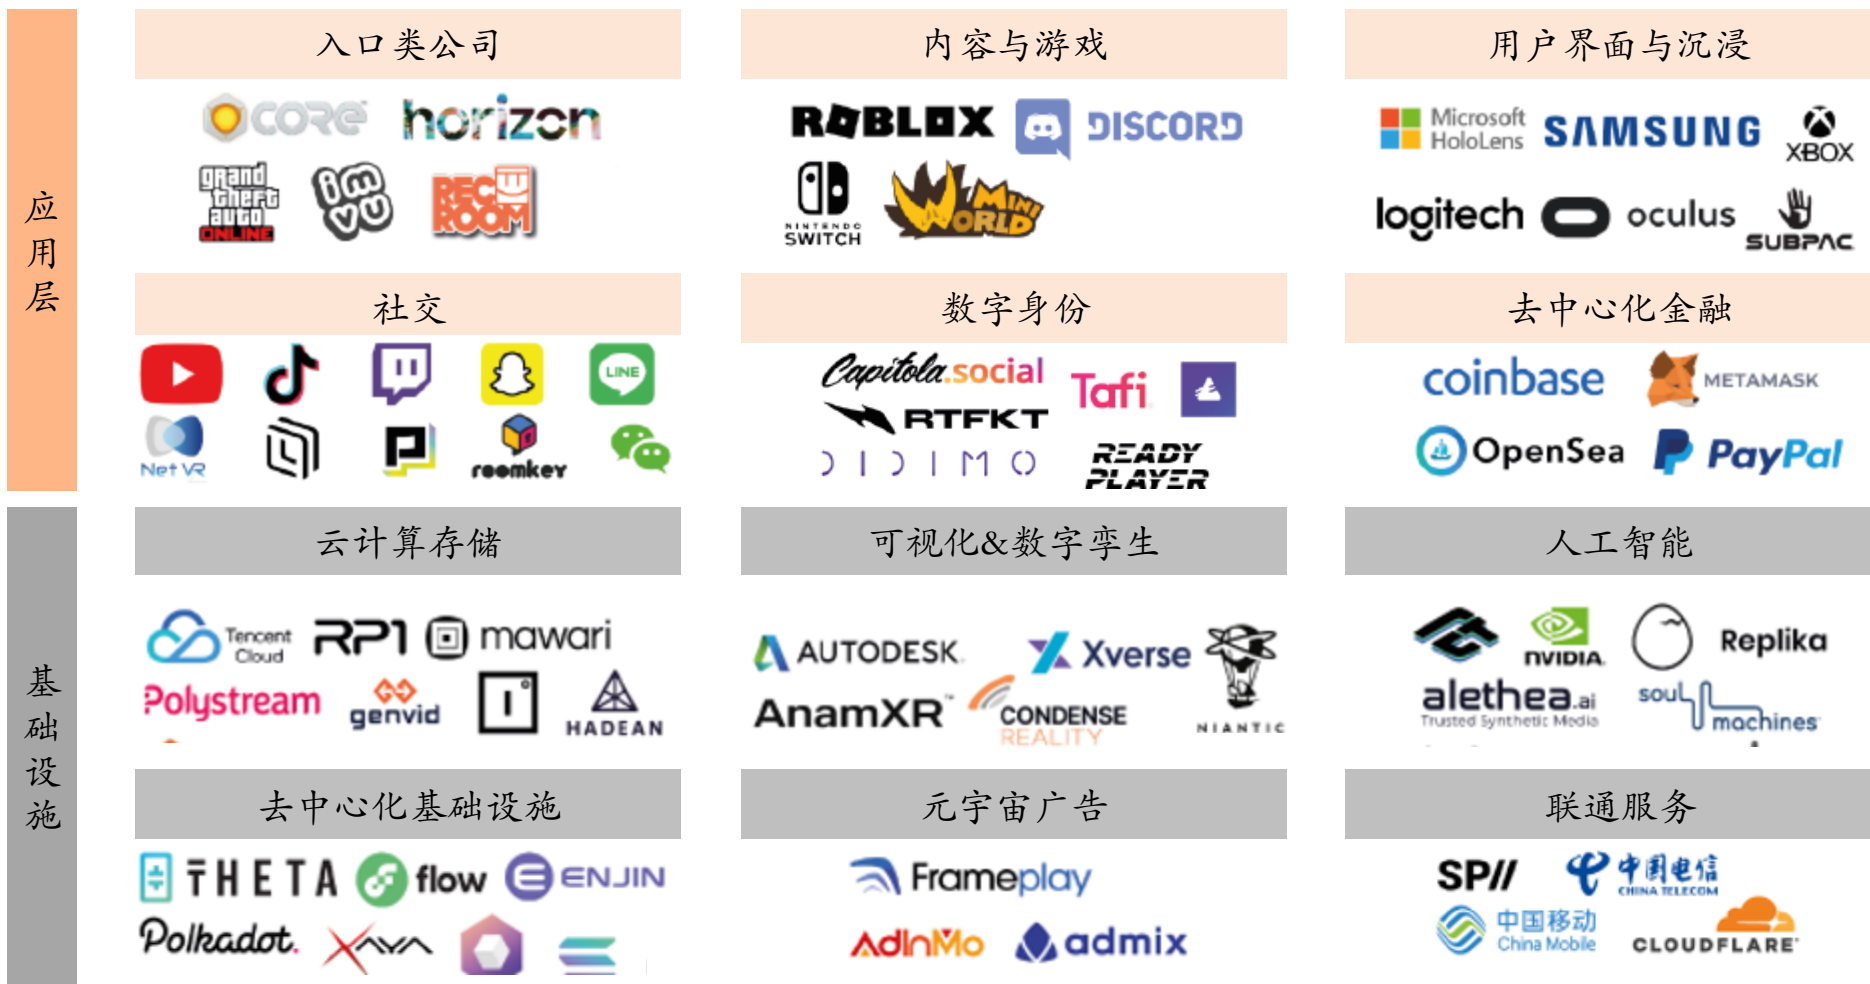 应用层
入口类公司
CORE
horizon
grand theft auto ONLINE
imvu
REC ROOM
内容与游戏
ROBLOX
DISCORD
NINTENDO SWITCH
MINI WORLD
用户界面与沉浸
Microsoft HoloLens
SAMSUNG
XBOX
logitech
oculus
SUBPAC
社交
LINE
Net VR
roomkey
数字身份
Capitola.social
Tafi
RTFKT
DIDIMO
READY PLAYER
去中心化金融
coinbase
METAMASK
OpenSea
PayPal
基础设施
云计算存储
Tencent Cloud
RP1
mawari
Polystream
genvid
HADEAN
可视化&数字孪生
AUTODESK.
Xverse
AnamXR™
CONDENSE REALITY
NIANTIC
人工智能
NVIDIA.
Replika
alethea.ai
Trusted Synthetic Media
soul machines
去中心化基础设施
THETA
flow
ENJIN
Polkadot.
XAYA
元宇宙广告
Frameplay
AdInMo
admix
联通服务
SP//
中国电信
CHINA TELECOM
中国移动
China Mobile
CLOUDFLARE